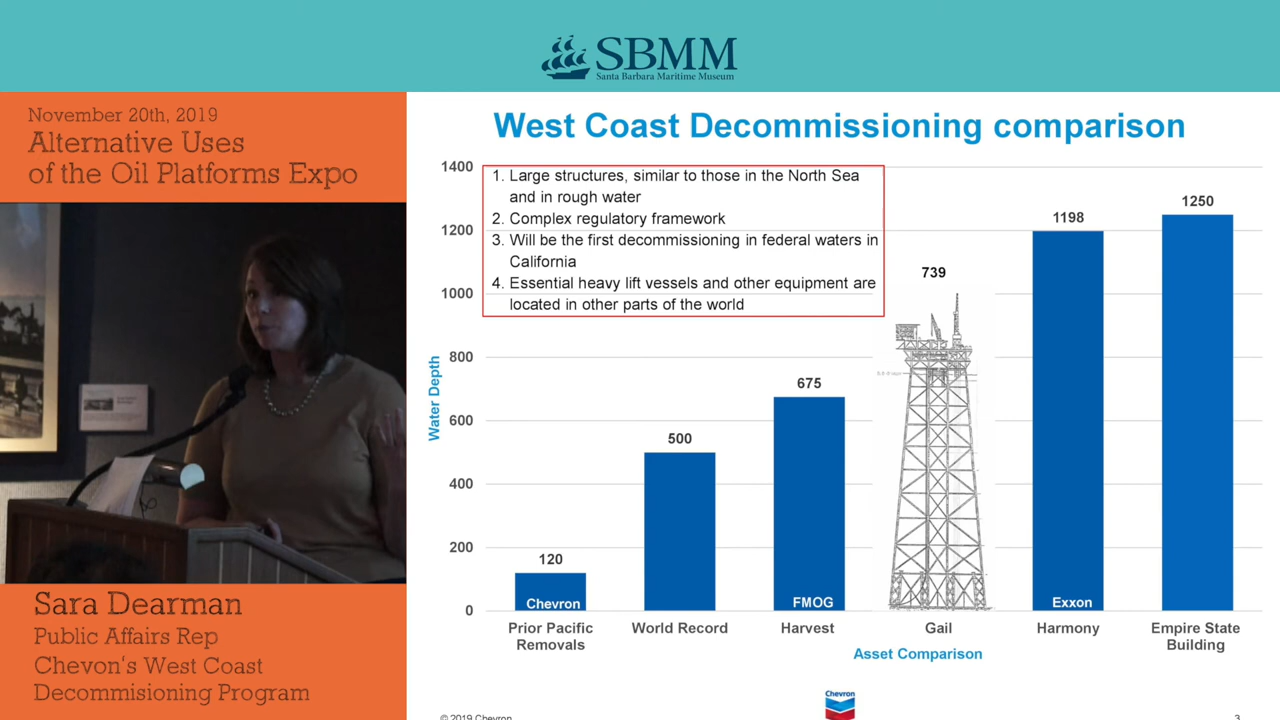 SBMM
Santa Barbara Maritime Museum
November 20th, 2019
Alternative Uses
of the Oil Platforms Expo
Sara Dearman
Public Affairs Rep
Chevon's West Coast
Decommisioning Program
West Coast Decommissioning comparison
1. Large structures, similar to those in the North Sea
and in rough water
2. Complex regulatory framework
3. Will be the first decommissioning in federal waters in
California
4. Essential heavy lift vessels and other equipment are
located in other parts of the world
Water Depth
1400
1200
1000
800
600
400
200
0
120
500
675
739
1198
1250
Chevron
FMOG
Exxon
Prior Pacific
Removals
World Record
Harvest
Gail
Harmony
Empire State
Building
Asset Comparison
Chevron
© 2019 Chevron
3